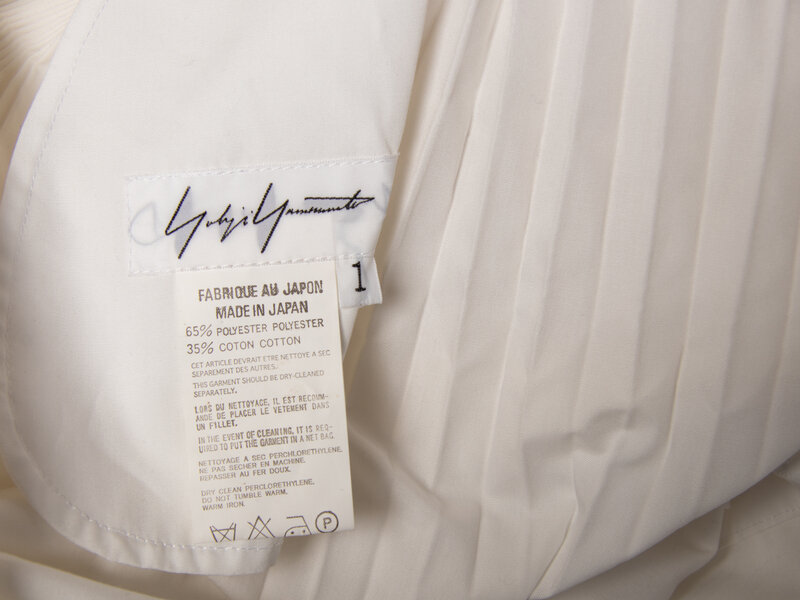 Yohji Yamamoto
1
FABRIQUE AU JAPON
MADE IN JAPAN
65% POLYESTER POLYESTER
35% COTON COTTON
CET ARTICLE DEVRAIT ETRE NETTOYE A SEC
SEPAREMENT DES AUTRES.
THIS GARMENT SHOULD BE DRY-CLEANED
SEPARATELY.
LORS DU NETTOYAGE, IL EST RECOMM-
ANDE DE PLACER LE VETEMENT DANS
UN FILLET.
IN THE EVENT OF CLEANING, IT IS REQ-
UIRED TO PUT THE GARMENT IN A NET BAG.
NETTOYAGE A SEC PERCHLORETHYLENE.
NE PAS SECHER EN MACHINE.
REPASSER AU FER DOUX.
DRY CLEAN PERCLORETHYLENE,
DO NOT TUMBLE WARM.
WARM IRON.
P